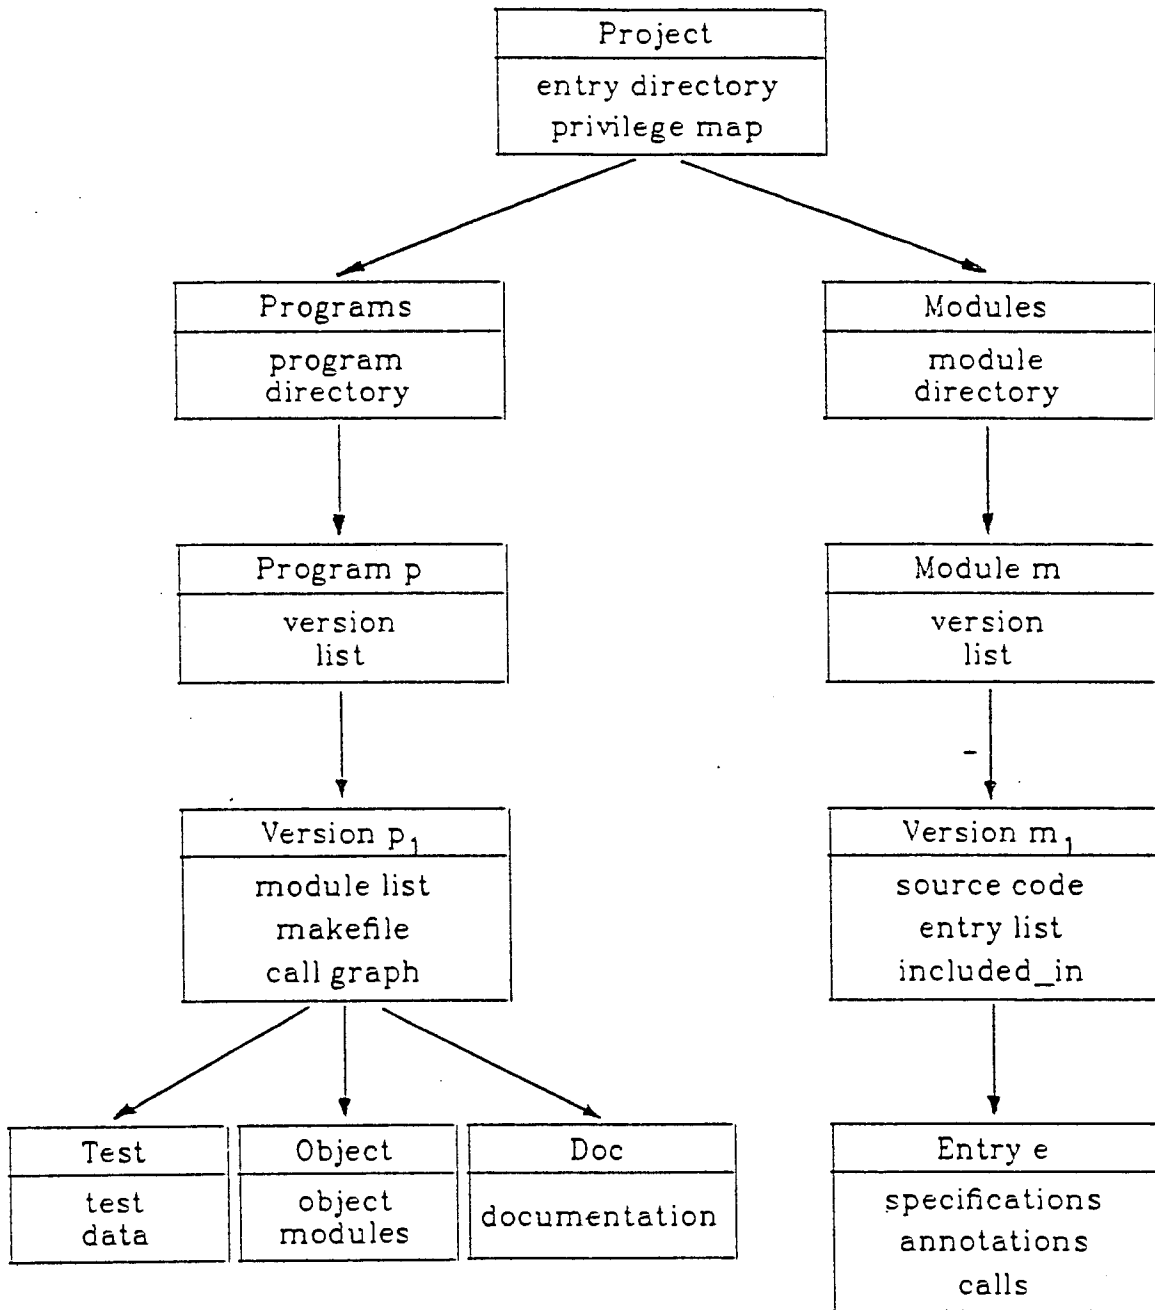 Project
entry directory
privilege map
Programs
program
directory
Modules
module
directory
Program p
version
list
Module m
version
list
Version p₁
module list
makefile
call graph
Version m₁
source code
entry list
included_in
Test
test
data
Object
object
modules
Doc
documentation
Entry e
specifications
annotations
calls